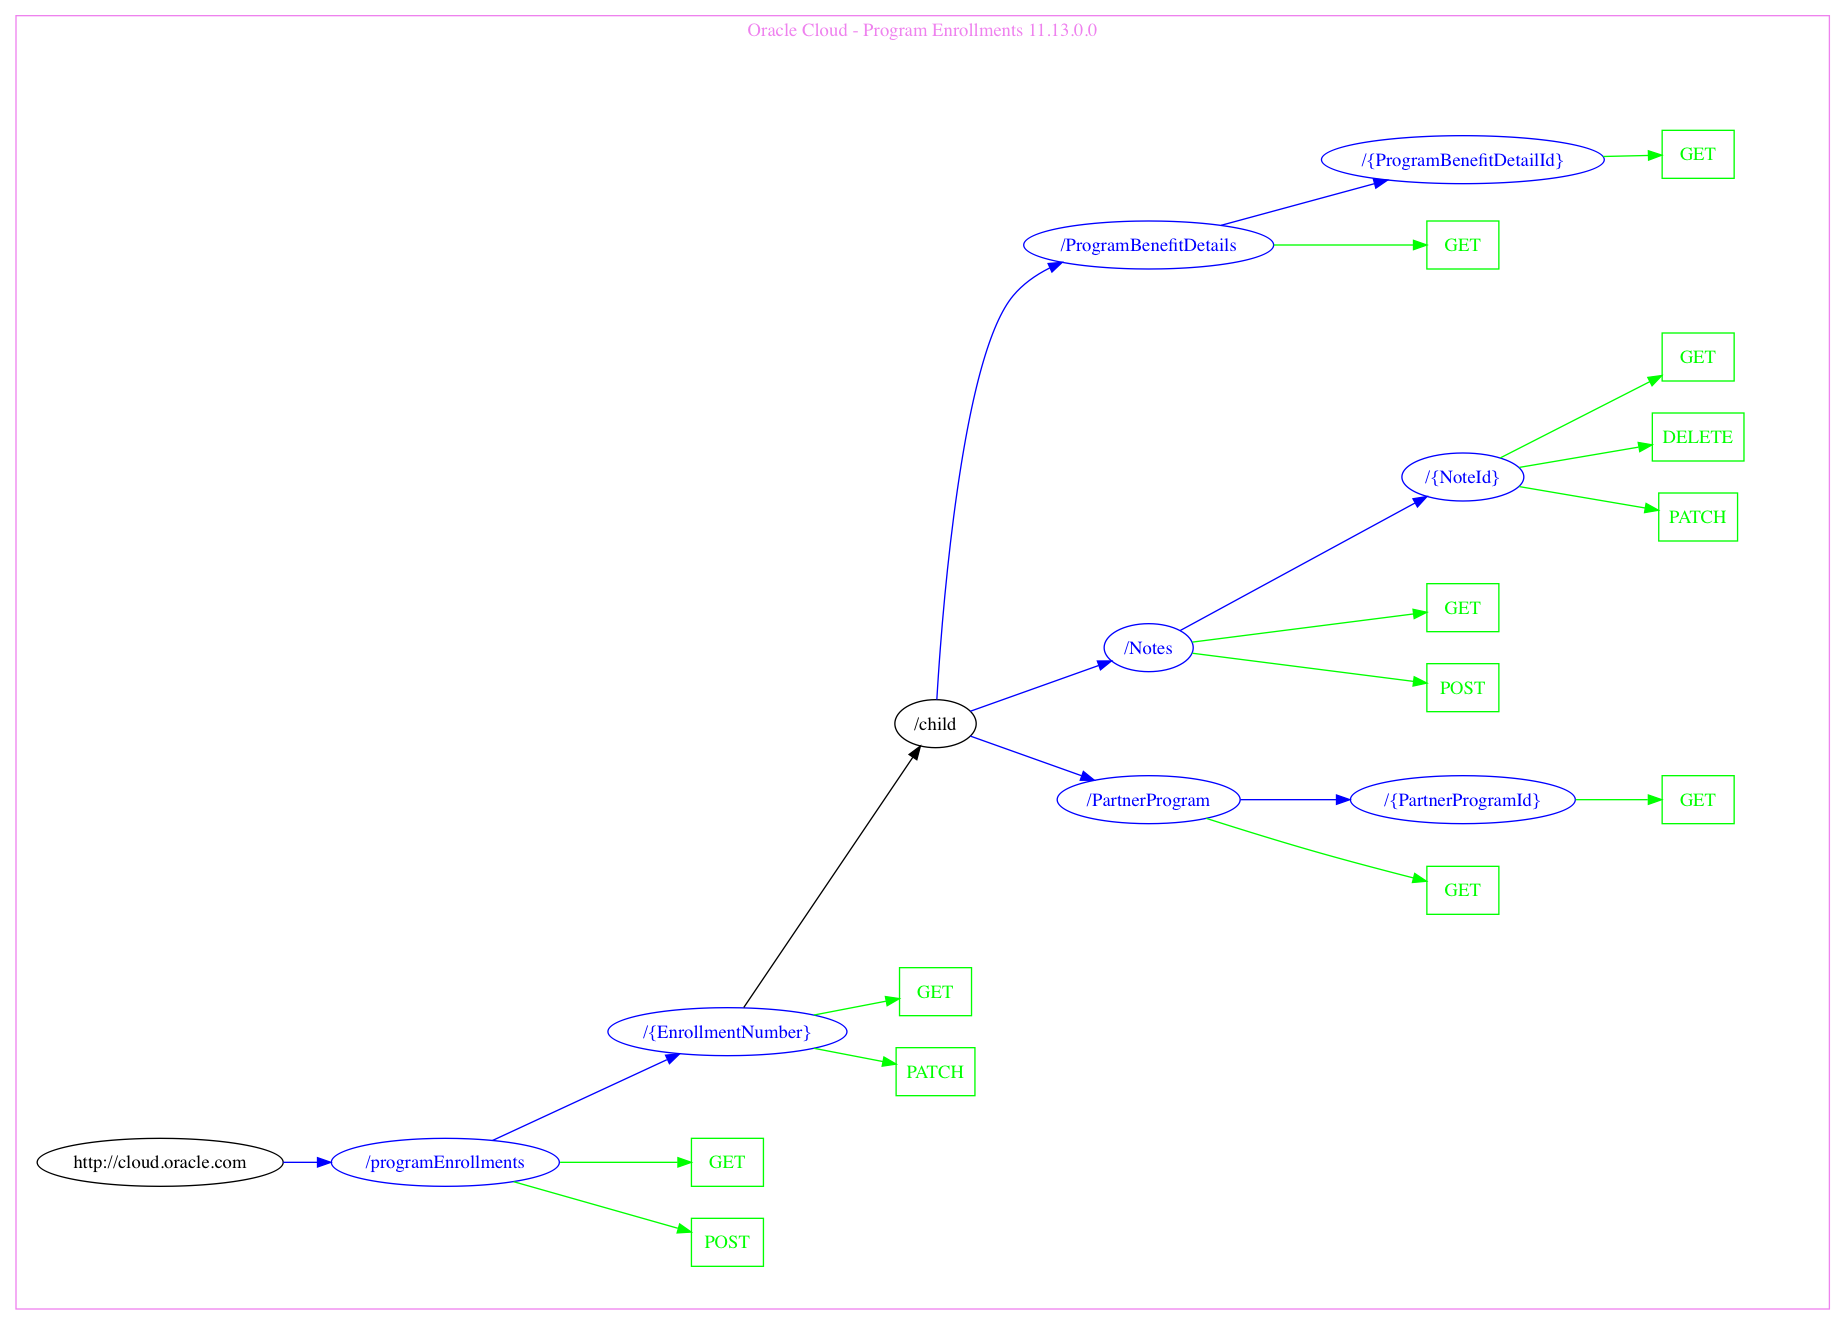 Oracle Cloud - Program Enrollments 11.13.0.0
/{ProgramBenefitDetailId}
GET
/ProgramBenefitDetails
GET
GET
DELETE
/{NoteId}
PATCH
GET
/Notes
POST
/child
/PartnerProgram
/{PartnerProgramId}
GET
GET
GET
/{EnrollmentNumber}
PATCH
http://cloud.oracle.com
/programEnrollments
GET
POST